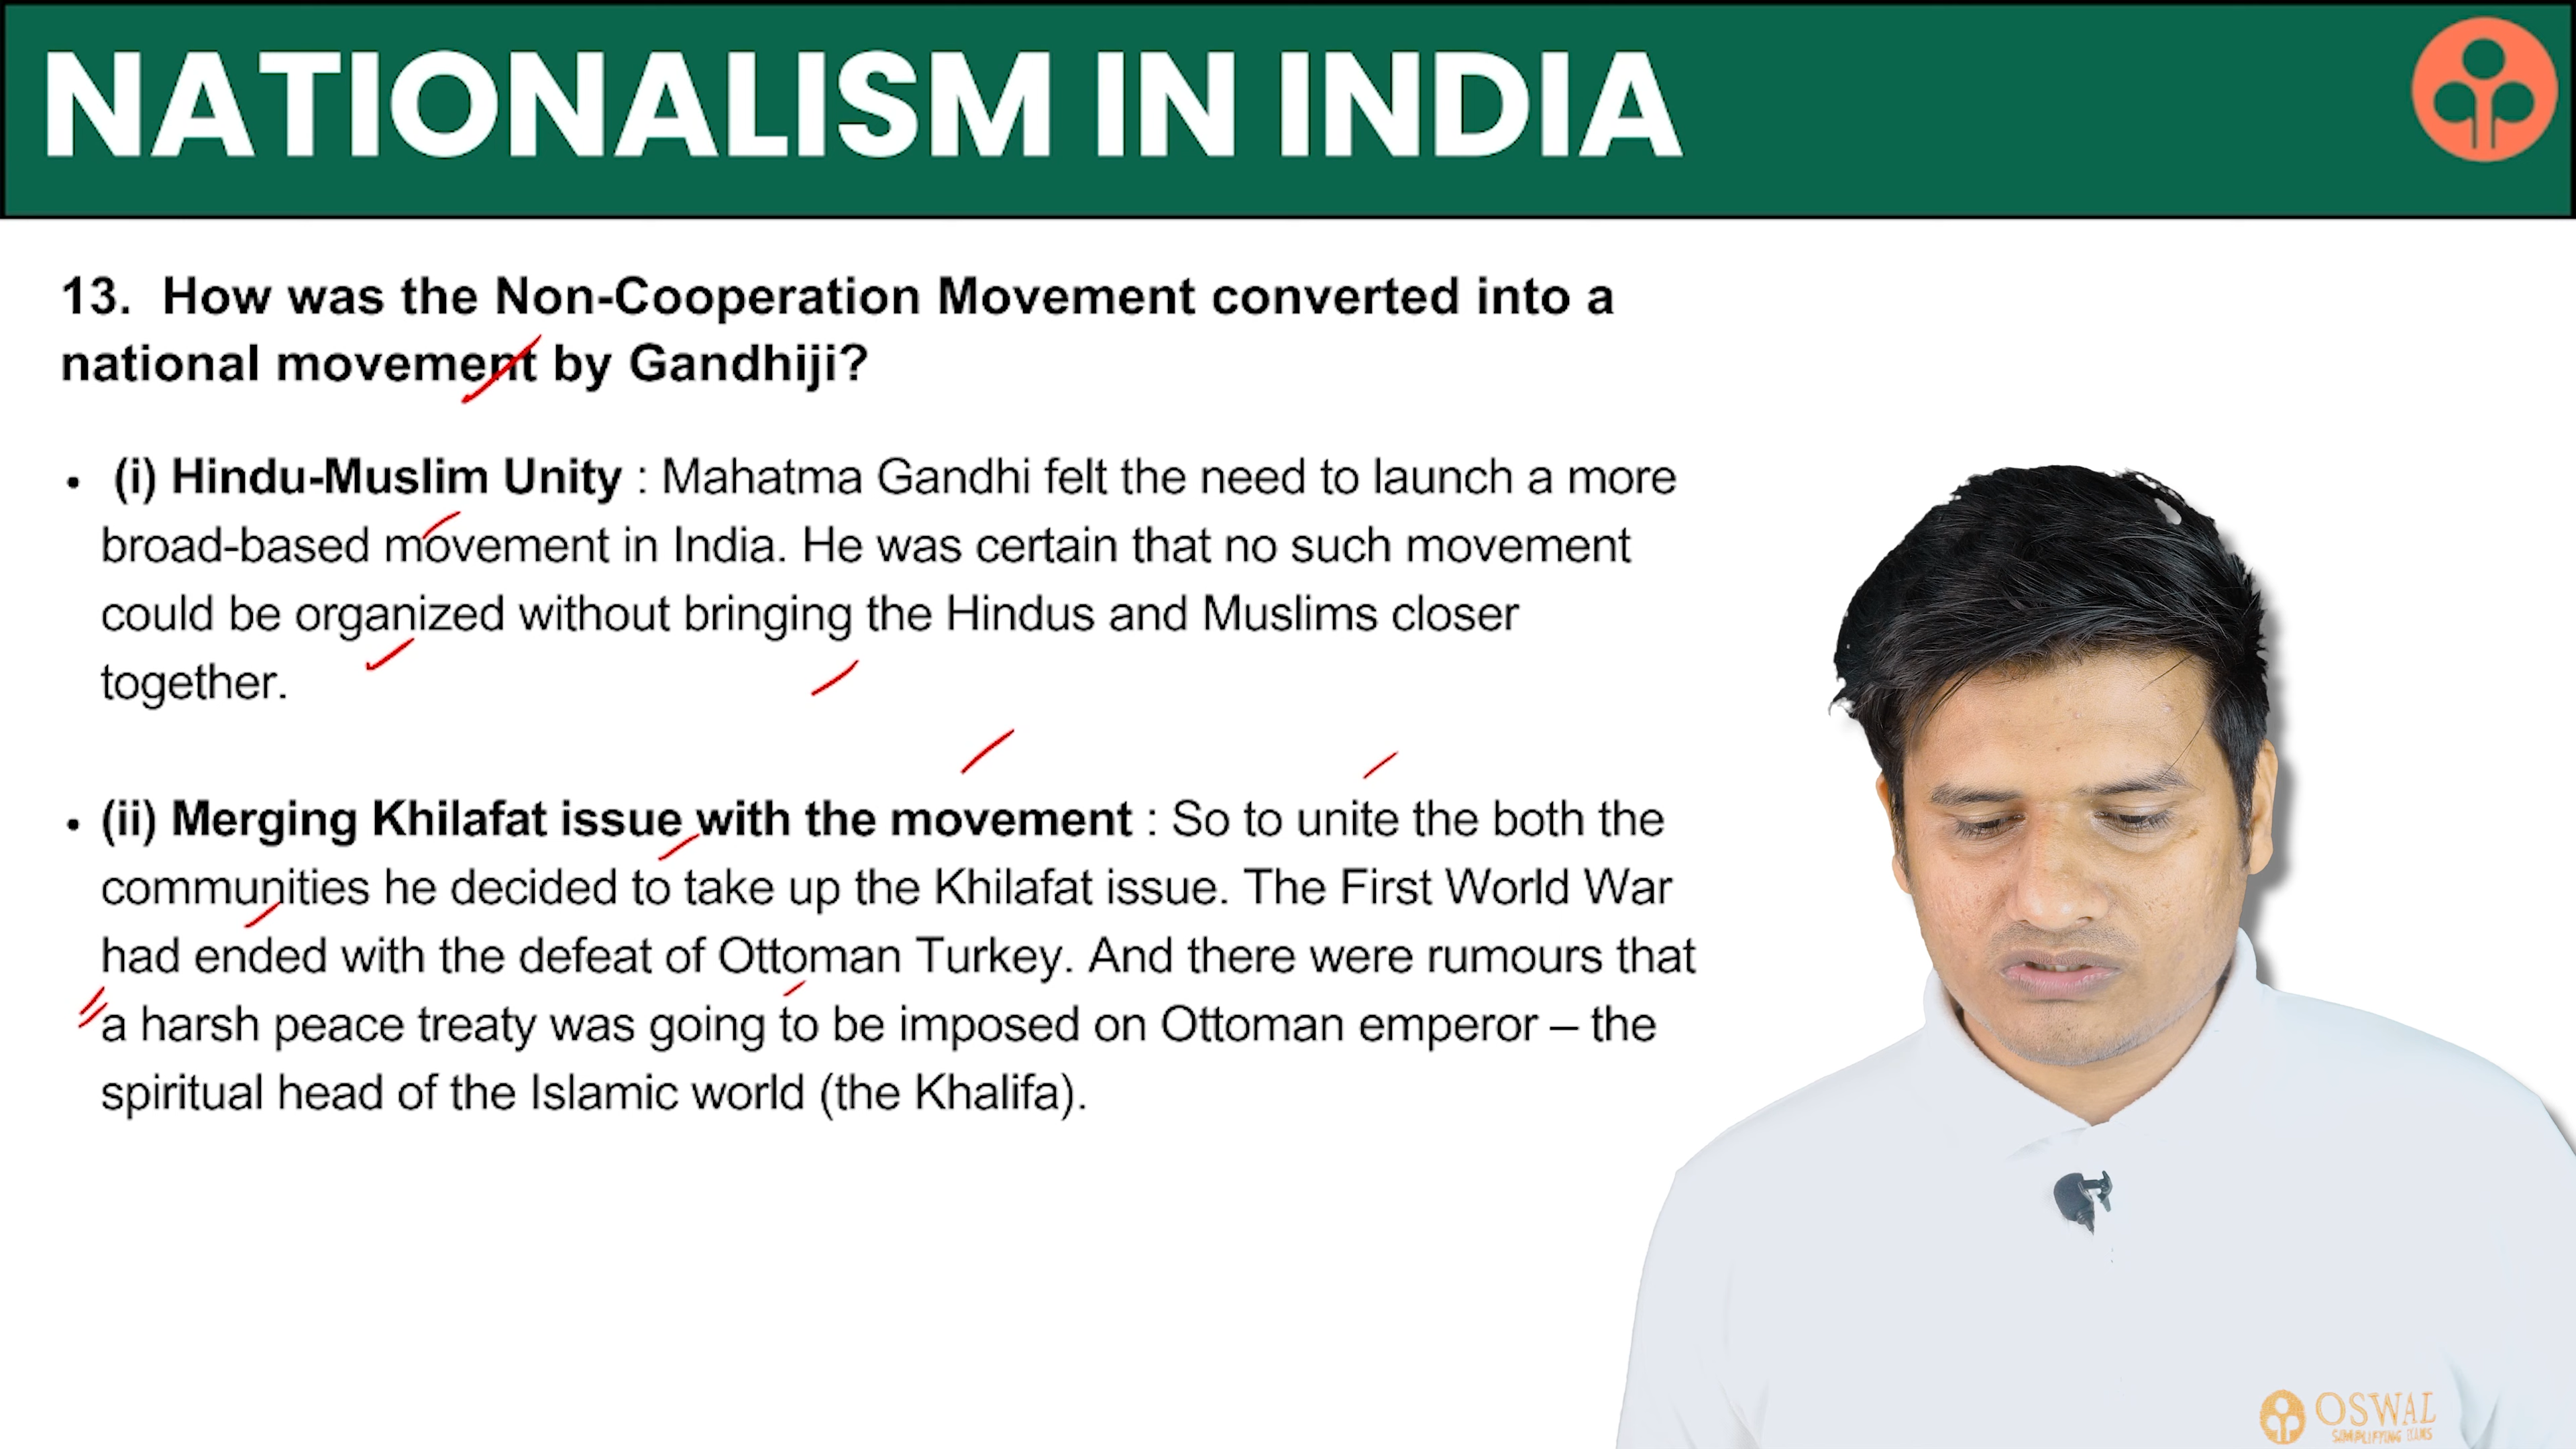 NATIONALISM IN INDIA
13. How was the Non-Cooperation Movement converted into a
national movement by Gandhiji?
• (i) Hindu-Muslim Unity : Mahatma Gandhi felt the need to launch a more
broad-based movement in India. He was certain that no such movement
could be organized without bringing the Hindus and Muslims closer
together.
• (ii) Merging Khilafat issue with the movement : So to unite the both the
communities he decided to take up the Khilafat issue. The First World War
had ended with the defeat of Ottoman Turkey. And there were rumours that
a harsh peace treaty was going to be imposed on Ottoman emperor – the
spiritual head of the Islamic world (the Khalifa).
OSWAL
SIMPLIFYING EXAMS